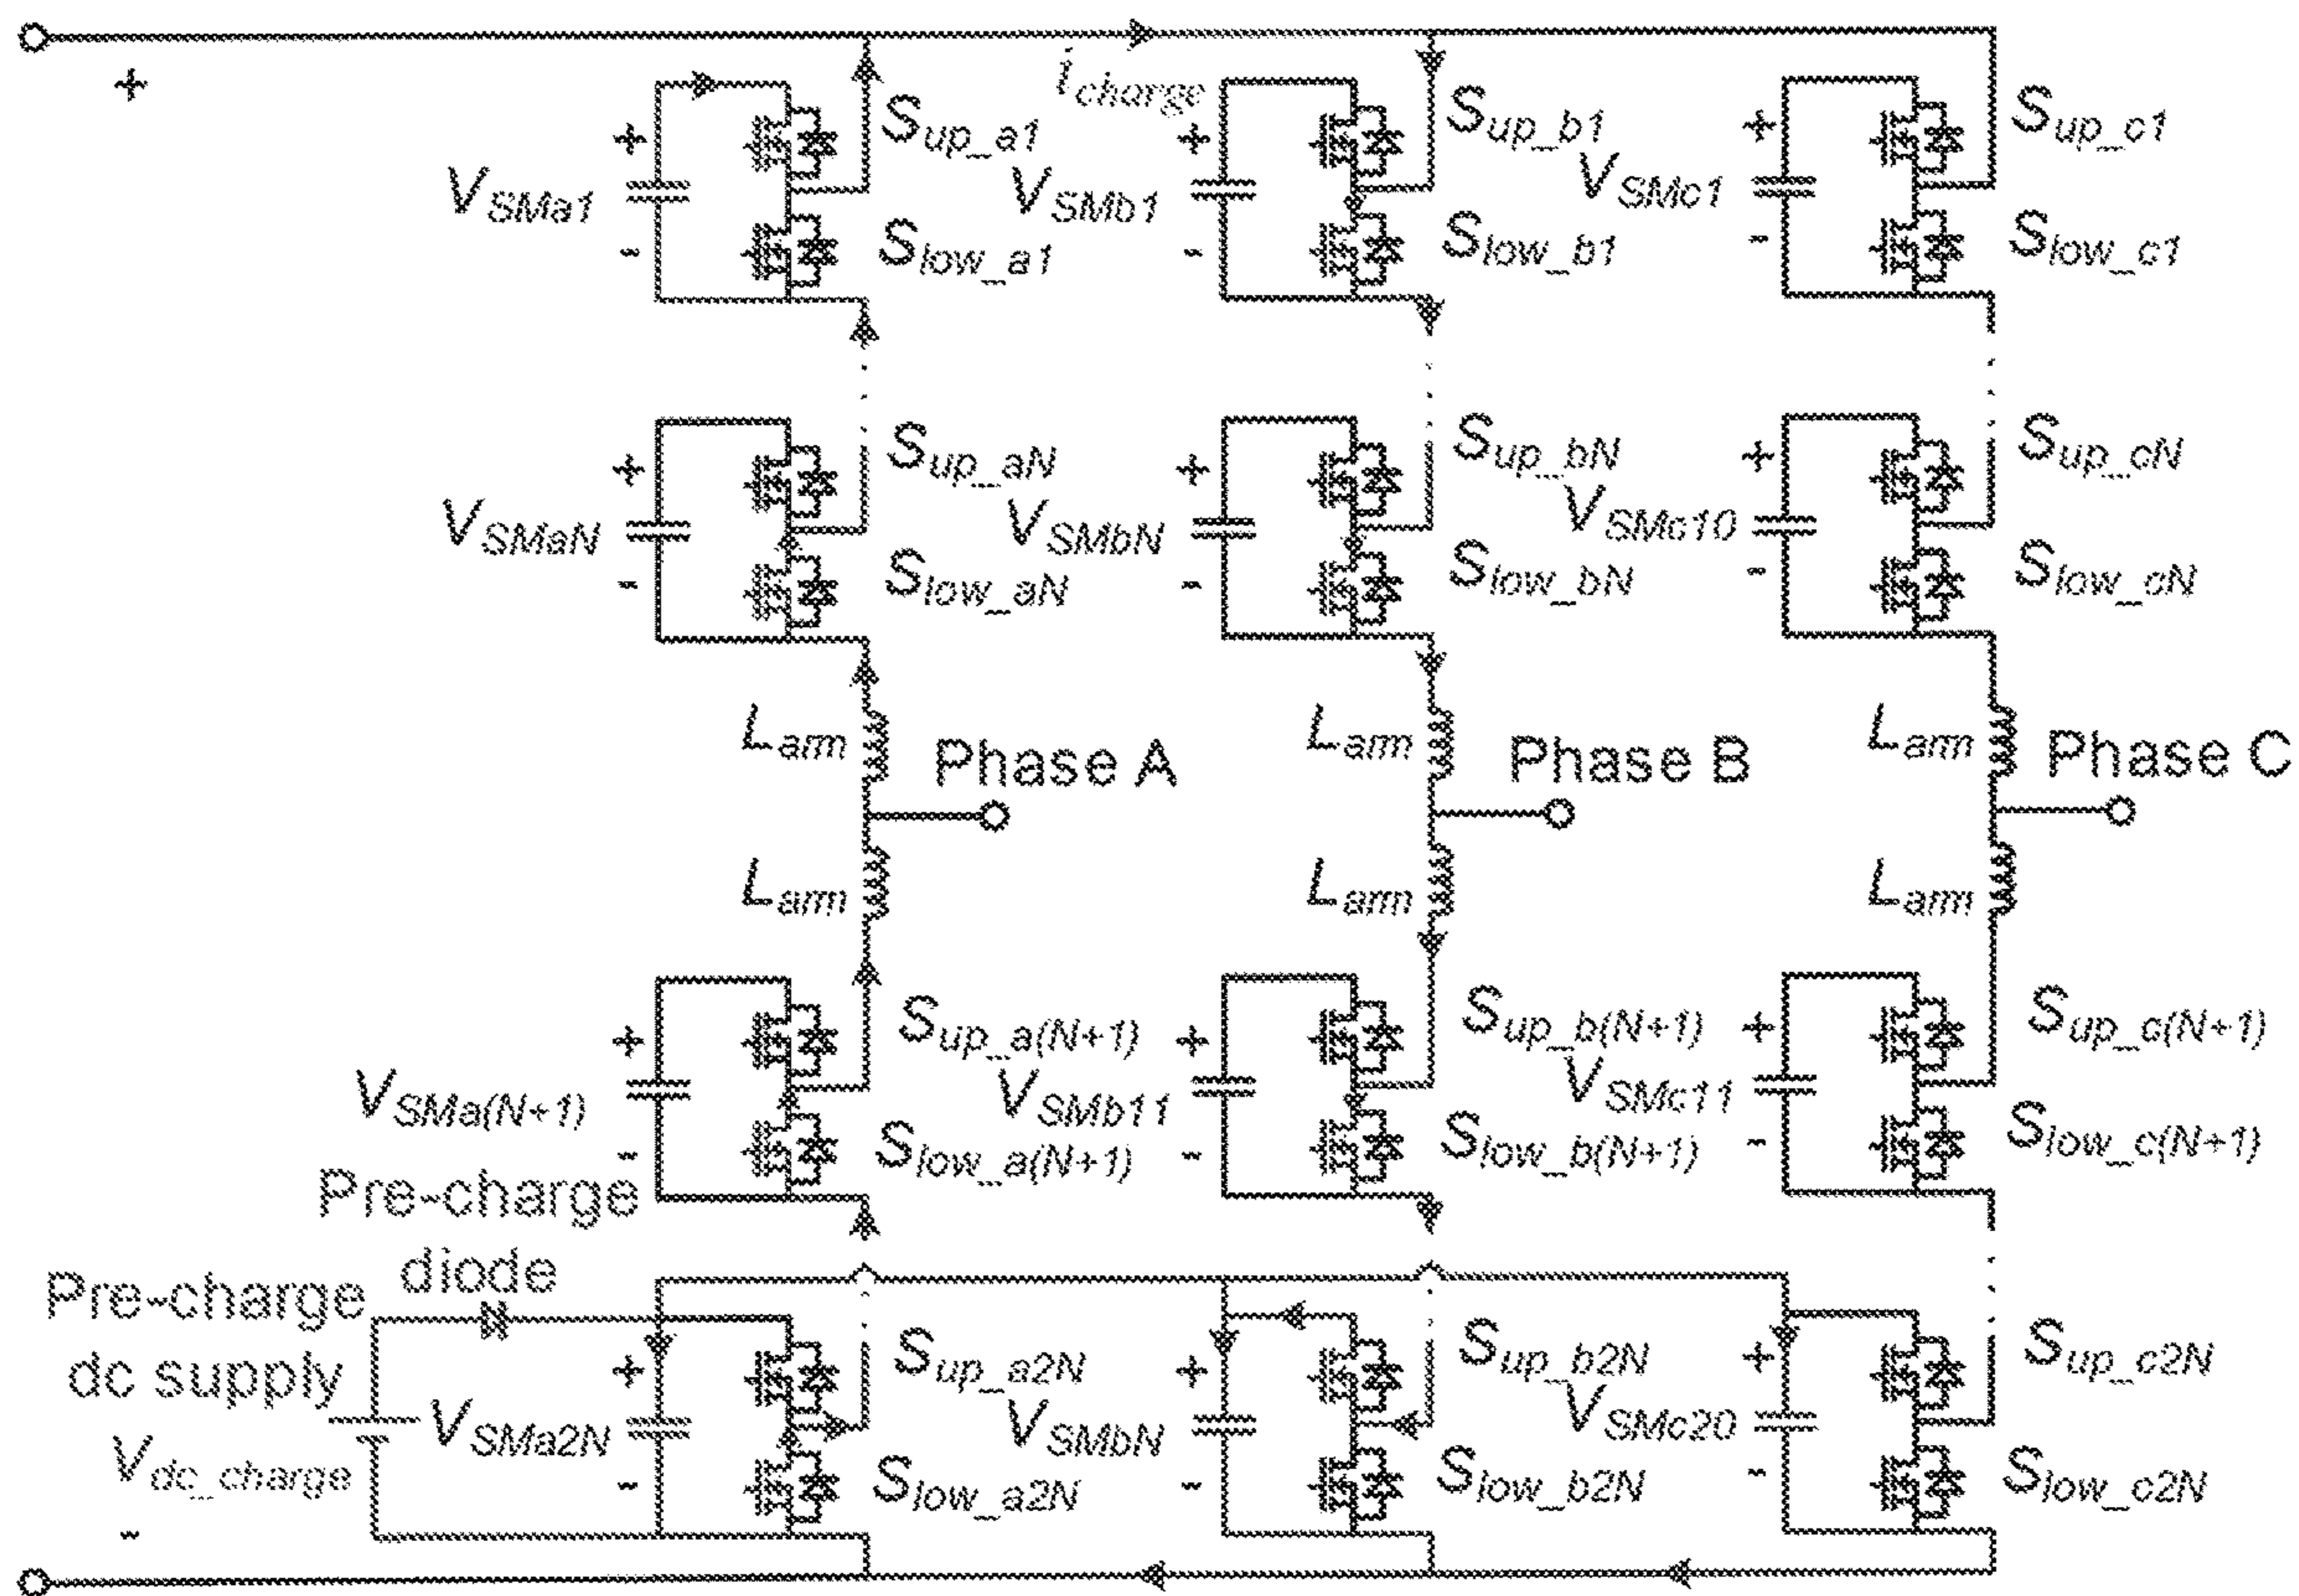 +
i_charge
S_up_a1
S_up_b1
S_up_c1
+
+
+
V_SMa1
V_SMb1
V_SMc1
-
-
-
S_low_a1
S_low_b1
S_low_c1
S_up_aN
S_up_bN
S_up_cN
+
+
+
V_SMaN
V_SMbN
V_SMc10
-
-
-
S_low_aN
S_low_bN
S_low_cN
L_arm
Phase A
L_arm
Phase B
L_arm
Phase C
L_arm
L_arm
L_arm
S_up_a(N+1)
S_up_b(N+1)
S_up_c(N+1)
+
+
+
V_SMa(N+1)
V_SMb11
V_SMc11
-
-
-
S_low_a(N+1)
S_low_b(N+1)
S_low_c(N+1)
Pre-charge
diode
Pre-charge
dc supply
V_dc_charge
S_up_a2N
S_up_b2N
S_up_c2N
+
+
+
V_SMa2N
V_SMbN
V_SMc20
-
-
-
S_low_a2N
S_low_b2N
S_low_c2N
-